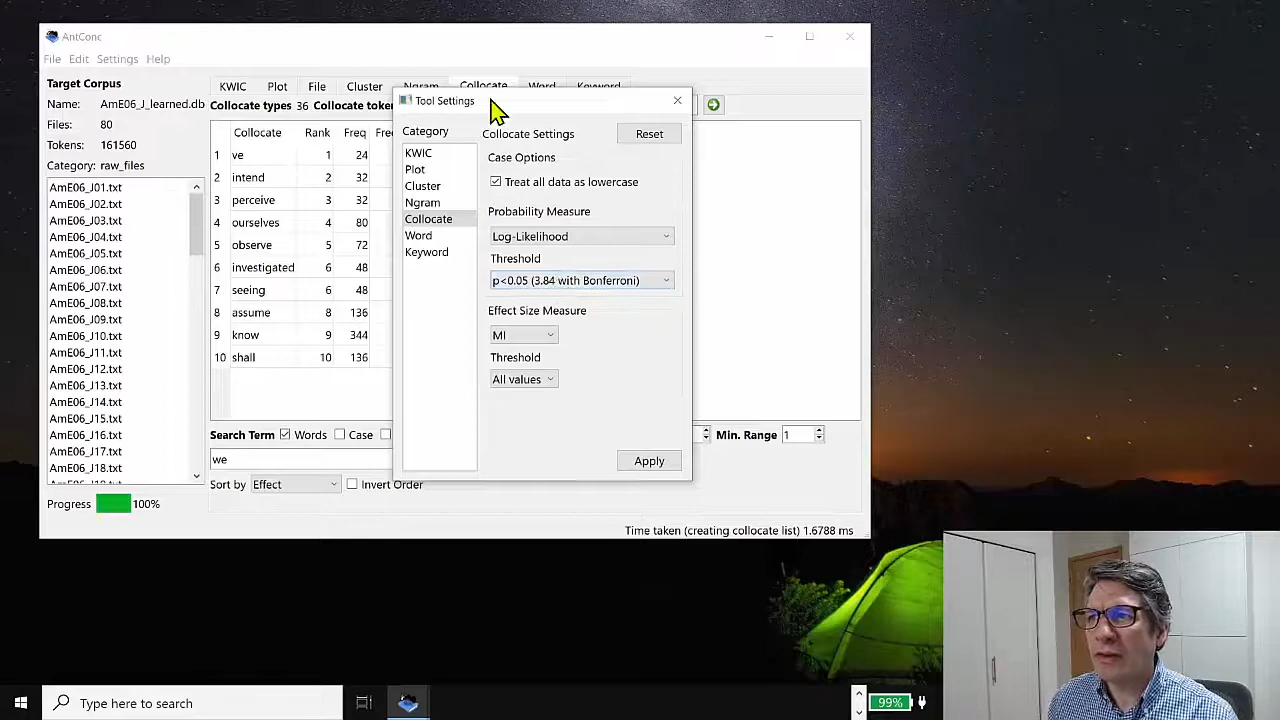 AntConc
File Edit Settings Help
Target Corpus
Name: AmE06_J_learned.db
Files: 80
Tokens: 161560
Category: raw_files
AmE06_J01.txt
AmE06_J02.txt
AmE06_J03.txt
AmE06_J04.txt
AmE06_J05.txt
AmE06_J06.txt
AmE06_J07.txt
AmE06_J08.txt
AmE06_J09.txt
AmE06_J10.txt
AmE06_J11.txt
AmE06_J12.txt
AmE06_J13.txt
AmE06_J14.txt
AmE06_J15.txt
AmE06_J16.txt
AmE06_J17.txt
AmE06_J18.txt
Progress 100%
KWIC Plot File Cluster Ngram Collocate Word Keyword
Collocate types 36 Collocate token
Collocate Rank Freq
1 ve 1 24
2 intend 2 32
3 perceive 3 32
4 ourselves 4 80
5 observe 5 72
6 investigated 6 48
7 seeing 6 48
8 assume 8 136
9 know 9 344
10 shall 10 136
Search Term Words Case
Min. Range 1
we
Sort by Effect Invert Order
Time taken (creating collocate list) 1.6788 ms
Tool Settings
Category
KWIC
Plot
Cluster
Ngram
Collocate
Word
Keyword
Collocate Settings Reset
Case Options
Treat all data as lowercase
Probability Measure
Log-Likelihood
Threshold
p<0.05 (3.84 with Bonferroni)
Effect Size Measure
MI
Threshold
All values
Apply
Type here to search
99%